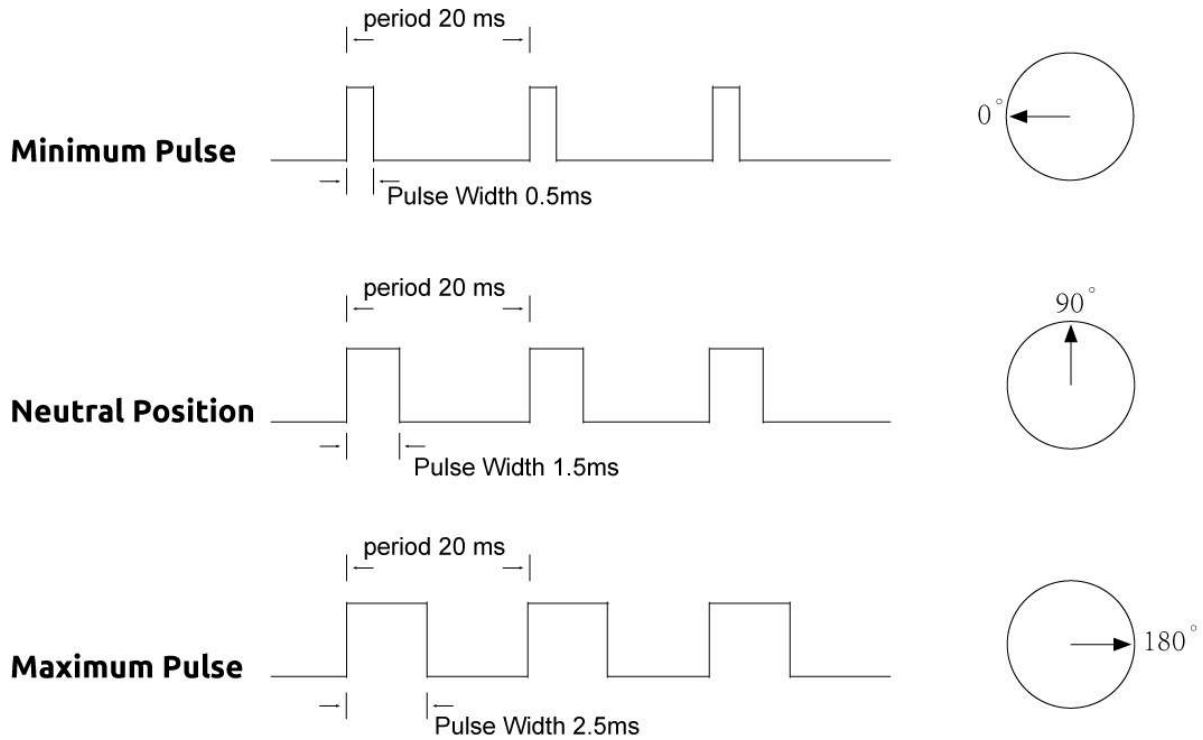 period 20 ms
0°
Minimum Pulse
Pulse Width 0.5ms
period 20 ms
90°
Neutral Position
Pulse Width 1.5ms
period 20 ms
180°
Maximum Pulse
Pulse Width 2.5ms